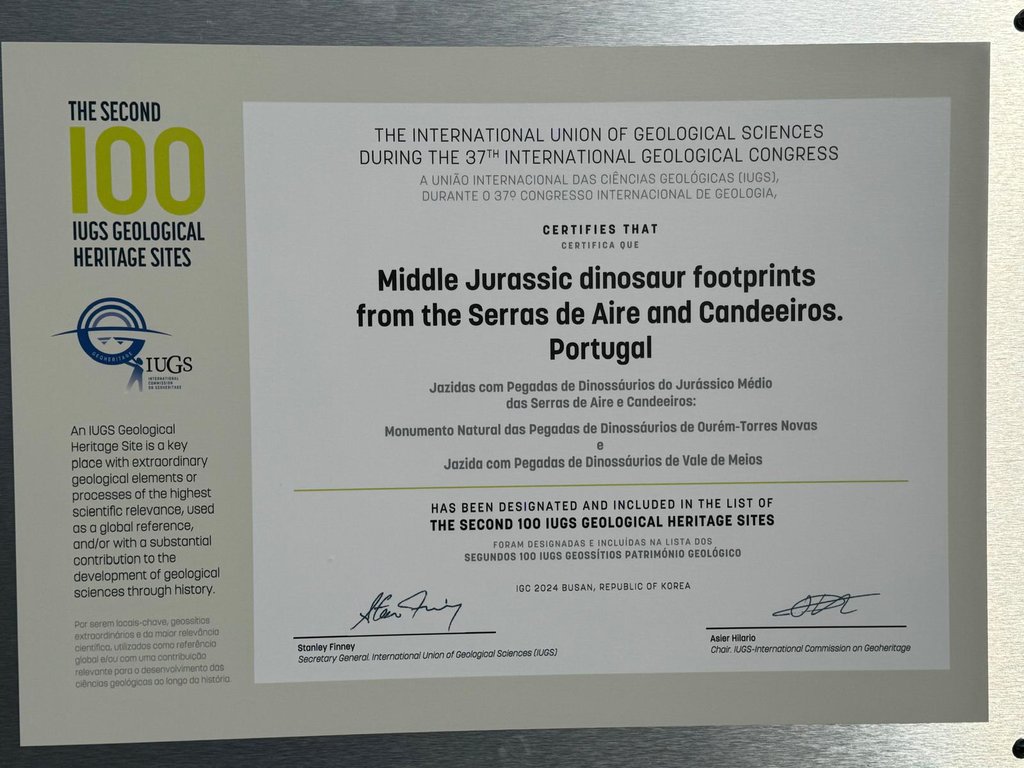 THE SECOND
100
IUGS GEOLOGICAL
HERITAGE SITES
GEOHERITAGE
IUGS
INTERNATIONAL
COMMISSION
ON GEOHERITAGE
An IUGS Geological
Heritage Site is a key
place with extraordinary
geological elements or
processes of the highest
scientific relevance, used
as a global reference,
and/or with a substantial
contribution to the
development of geological
sciences through history.
Por serem locais-chave, geossítios
extraordinários e da maior relevância
científica, utilizados como referência
global e/ou com uma contribuição
relevante para o desenvolvimento das
ciências geológicas ao longo da história.
THE INTERNATIONAL UNION OF GEOLOGICAL SCIENCES
DURING THE 37TH INTERNATIONAL GEOLOGICAL CONGRESS
A UNIÃO INTERNACIONAL DAS CIÊNCIAS GEOLÓGICAS (IUGS),
DURANTE O 37º CONGRESSO INTERNACIONAL DE GEOLOGIA,
CERTIFIES THAT
CERTIFICA QUE
Middle Jurassic dinosaur footprints
from the Serras de Aire and Candeeiros.
Portugal
Jazidas com Pegadas de Dinossáurios do Jurássico Médio
das Serras de Aire e Candeeiros:
Monumento Natural das Pegadas de Dinossáurios de Ourém-Torres Novas
e
Jazida com Pegadas de Dinossáurios de Vale de Meios
HAS BEEN DESIGNATED AND INCLUDED IN THE LIST OF
THE SECOND 100 IUGS GEOLOGICAL HERITAGE SITES
FORAM DESIGNADAS E INCLUÍDAS NA LISTA DOS
SEGUNDOS 100 IUGS GEOSSÍTIOS PATRIMÓNIO GEOLÓGICO
IGC 2024 BUSAN, REPUBLIC OF KOREA
Stanley Finney
Secretary General. International Union of Geological Sciences (IUGS)
Asier Hilario
Chair. IUGS-International Commission on Geoheritage